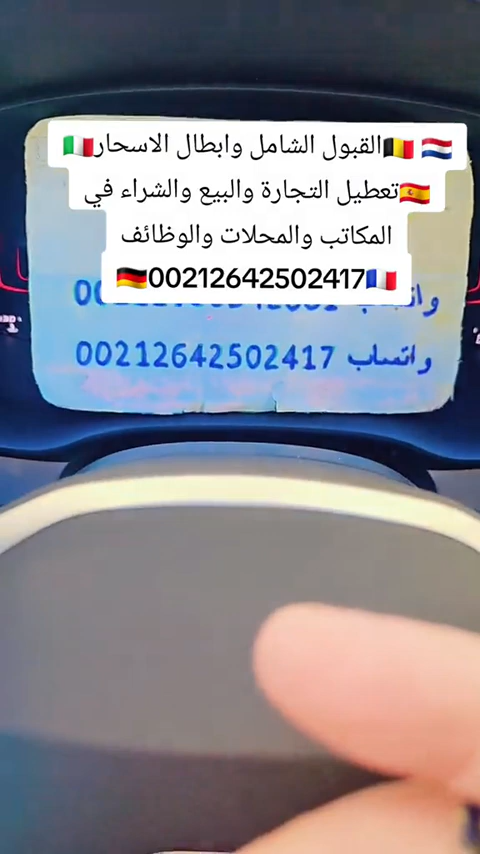 🇳🇱 🇧🇪القبول الشامل وابطال الاسحار🇮🇹
🇪🇸تعطيل التجارة والبيع والشراء في
المكاتب والمحلات والوظائف
🇫🇷00212642502417🇩🇪
واتساب 00212642502417